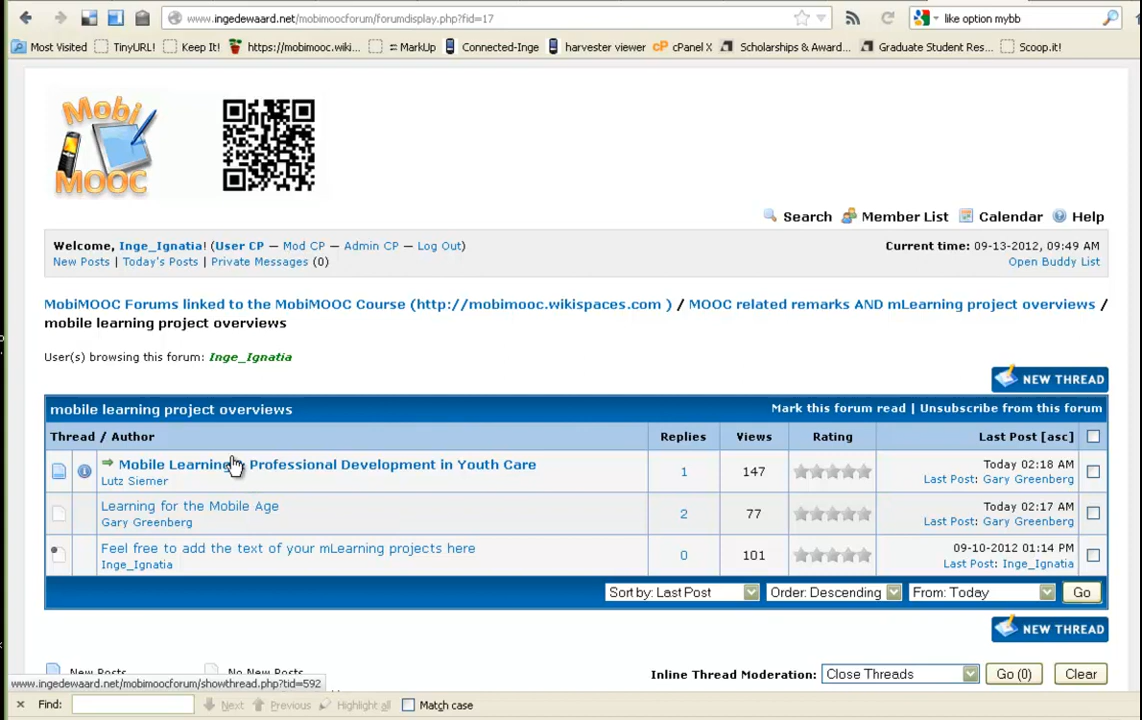 www.ingedewaard.net/mobimoocforum/forumdisplay.php?fid=17
like option mybb
Most Visited TinyURL! Keep It! https://mobimooc.wiki... MarkUp Connected-Inge harvester viewer cPanel X Scholarships & Award... Graduate Student Res... Scoop.it!
Mobi
MOOC
Search Member List Calendar Help
Welcome, Inge_Ignatia! (User CP — Mod CP — Admin CP — Log Out)
Current time: 09-13-2012, 09:49 AM
New Posts | Today's Posts | Private Messages (0)
Open Buddy List
MobiMOOC Forums linked to the MobiMOOC Course (http://mobimooc.wikispaces.com ) / MOOC related remarks AND mLearning project overviews /
mobile learning project overviews
User(s) browsing this forum: Inge_Ignatia
NEW THREAD
mobile learning project overviews
Mark this forum read | Unsubscribe from this forum
Thread / Author Replies Views Rating Last Post [asc]
Mobile Learning Professional Development in Youth Care 1 147 Today 02:18 AM
Lutz Siemer Last Post: Gary Greenberg
Learning for the Mobile Age 2 77 Today 02:17 AM
Gary Greenberg Last Post: Gary Greenberg
Feel free to add the text of your mLearning projects here 0 101 09-10-2012 01:14 PM
Inge_Ignatia Last Post: Inge_Ignatia
Sort by: Last Post Order: Descending From: Today Go
NEW THREAD
New Posts No New Posts
Inline Thread Moderation: Close Threads Go (0) Clear
www.ingedewaard.net/mobimoocforum/showthread.php?tid=592
Find: Next Previous Highlight all Match case